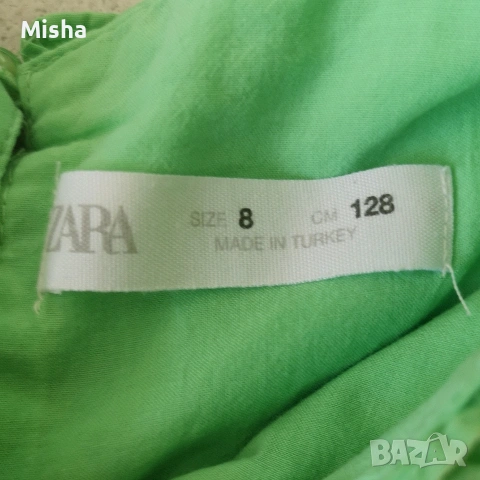 Misha
ZARA SIZE 8 CM 128
MADE IN TURKEY
BAZAR